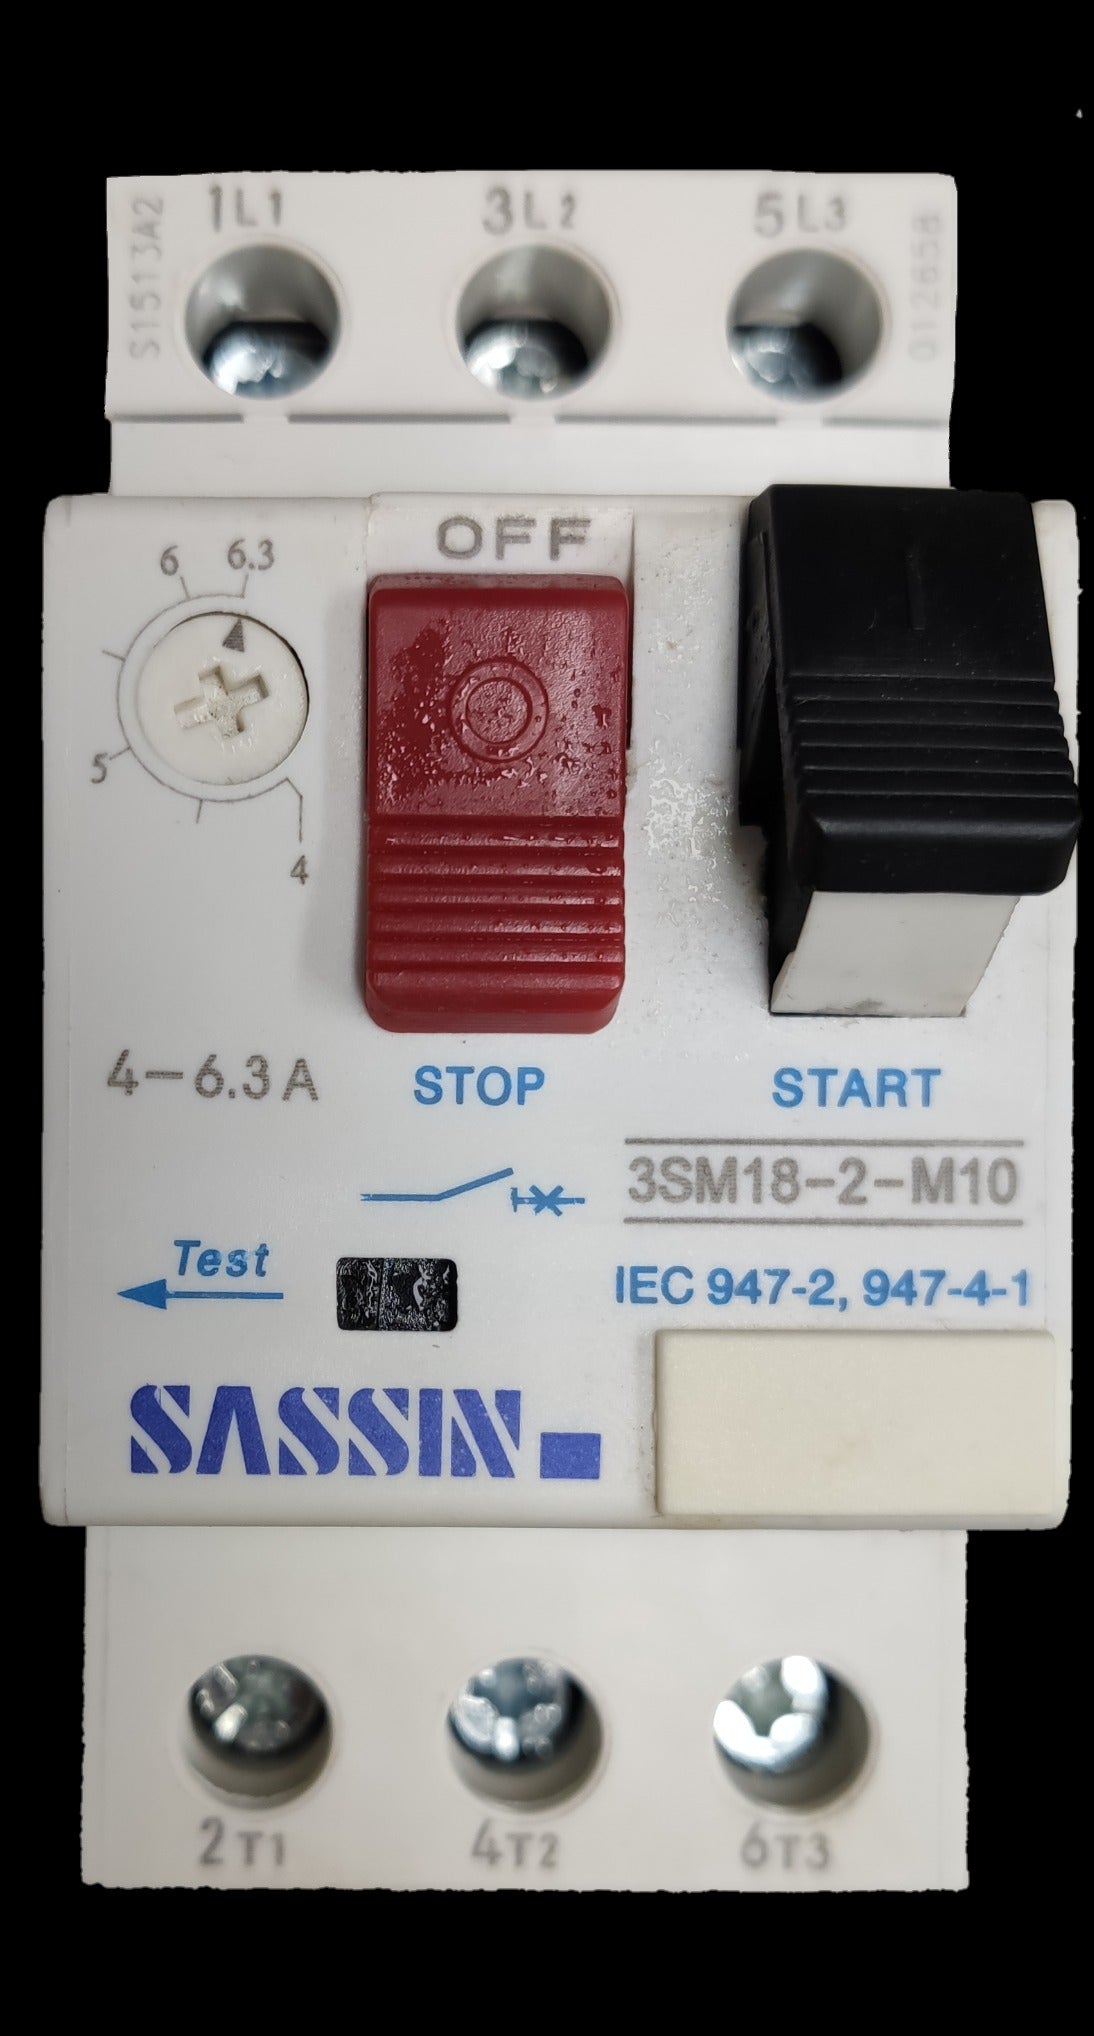 1L1 3L2 5L3
S1513A2
012658
OFF
6 6.3
5
4
4-6.3A
STOP START
3SM18-2-M10
Test
IEC 947-2, 947-4-1
SASSIN
2T1 4T2 6T3